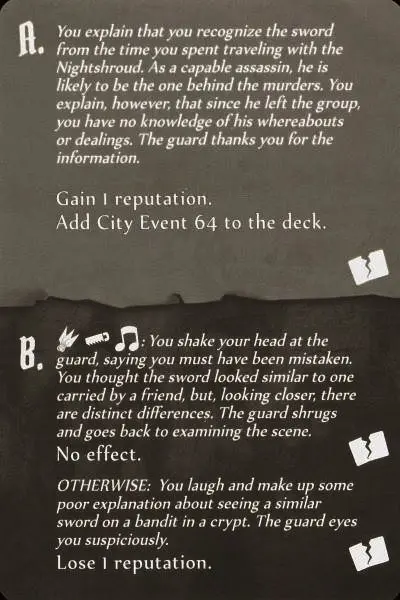 A. You explain that you recognize the sword
from the time you spent traveling with the
Nightshroud. As a capable assassin, he is
likely to be the one behind the murders. You
explain, however, that since he left the group,
you have no knowledge of his whereabouts
or dealings. The guard thanks you for the
information.
Gain 1 reputation.
Add City Event 64 to the deck.
B. : You shake your head at the
guard, saying you must have been mistaken.
You thought the sword looked similar to one
carried by a friend, but, looking closer, there
are distinct differences. The guard shrugs
and goes back to examining the scene.
No effect.
OTHERWISE: You laugh and make up some
poor explanation about seeing a similar
sword on a bandit in a crypt. The guard eyes
you suspiciously.
Lose 1 reputation.